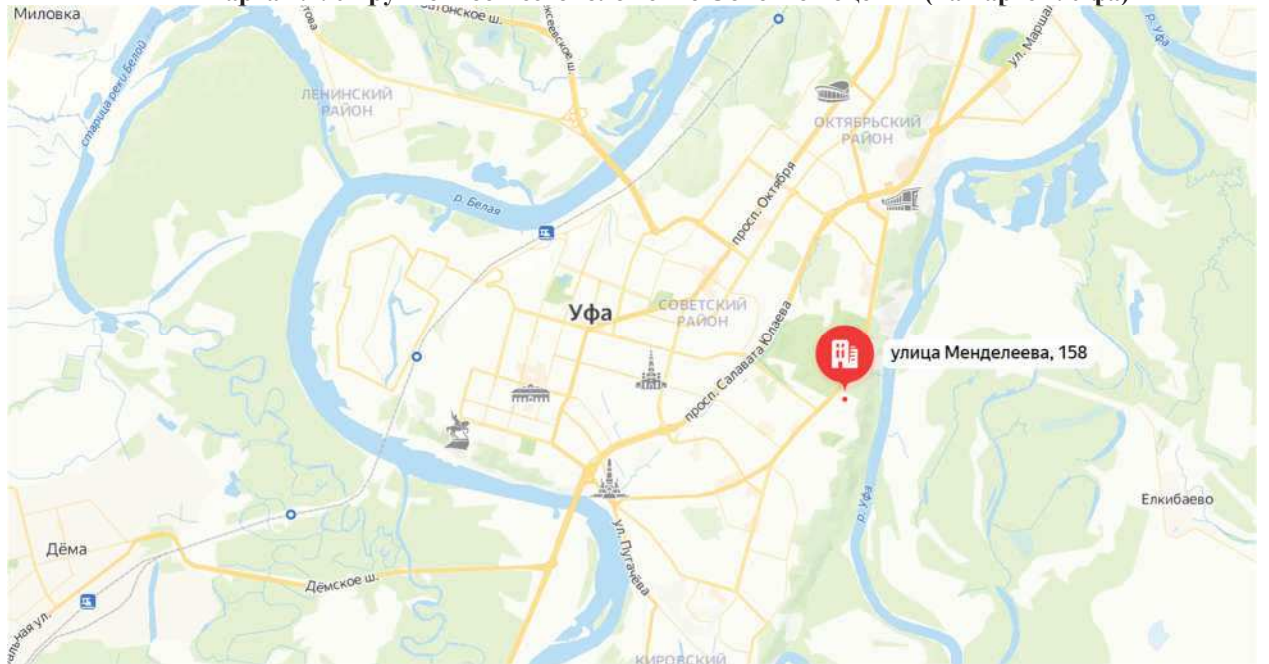 Миловка
старица реки Белой
ЛЕНИНСКИЙ
РАЙОН
р. Белая
ул. Маршал
р. Уфа
ОКТЯБРЬСКИЙ
РАЙОН
просп. Октября
Уфа
СОВЕТСКИЙ
РАЙОН
просп. Салавата Юлаева
улица Менделеева, 158
р. Уфа
Елкибаево
Дёма
Дёмское ш.
ул. Пугачёва
КИРОВСКИЙ